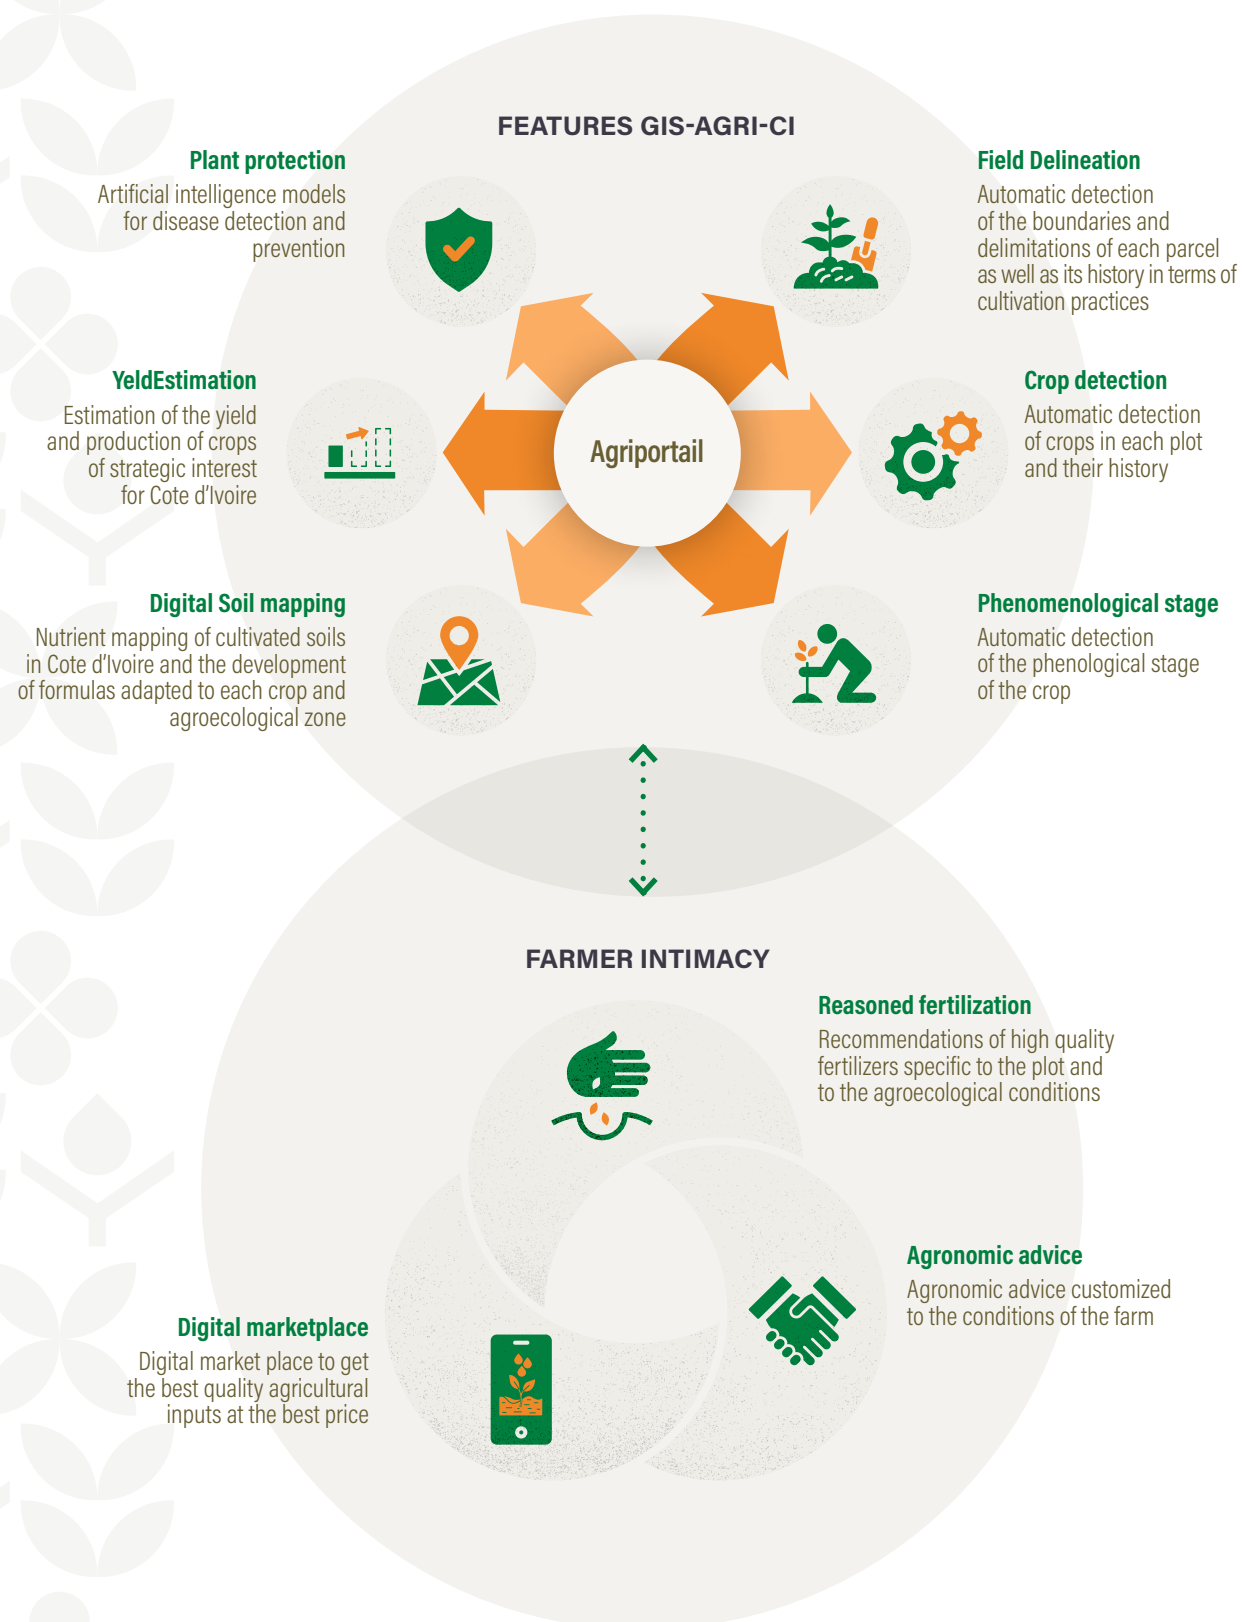 FEATURES GIS-AGRI-CI
Plant protection
Artificial intelligence models
for disease detection and
prevention
Field Delineation
Automatic detection
of the boundaries and
delimitations of each parcel
as well as its history in terms of
cultivation practices
YeldEstimation
Estimation of the yield
and production of crops
of strategic interest
for Cote d'Ivoire
Agriportail
Crop detection
Automatic detection
of crops in each plot
and their history
Digital Soil mapping
Nutrient mapping of cultivated soils
in Cote d'Ivoire and the development
of formulas adapted to each crop and
agroecological zone
Phenomenological stage
Automatic detection
of the phenological stage
of the crop
FARMER INTIMACY
Reasoned fertilization
Recommendations of high quality
fertilizers specific to the plot and
to the agroecological conditions
Agronomic advice
Agronomic advice customized
to the conditions of the farm
Digital marketplace
Digital market place to get
the best quality agricultural
inputs at the best price